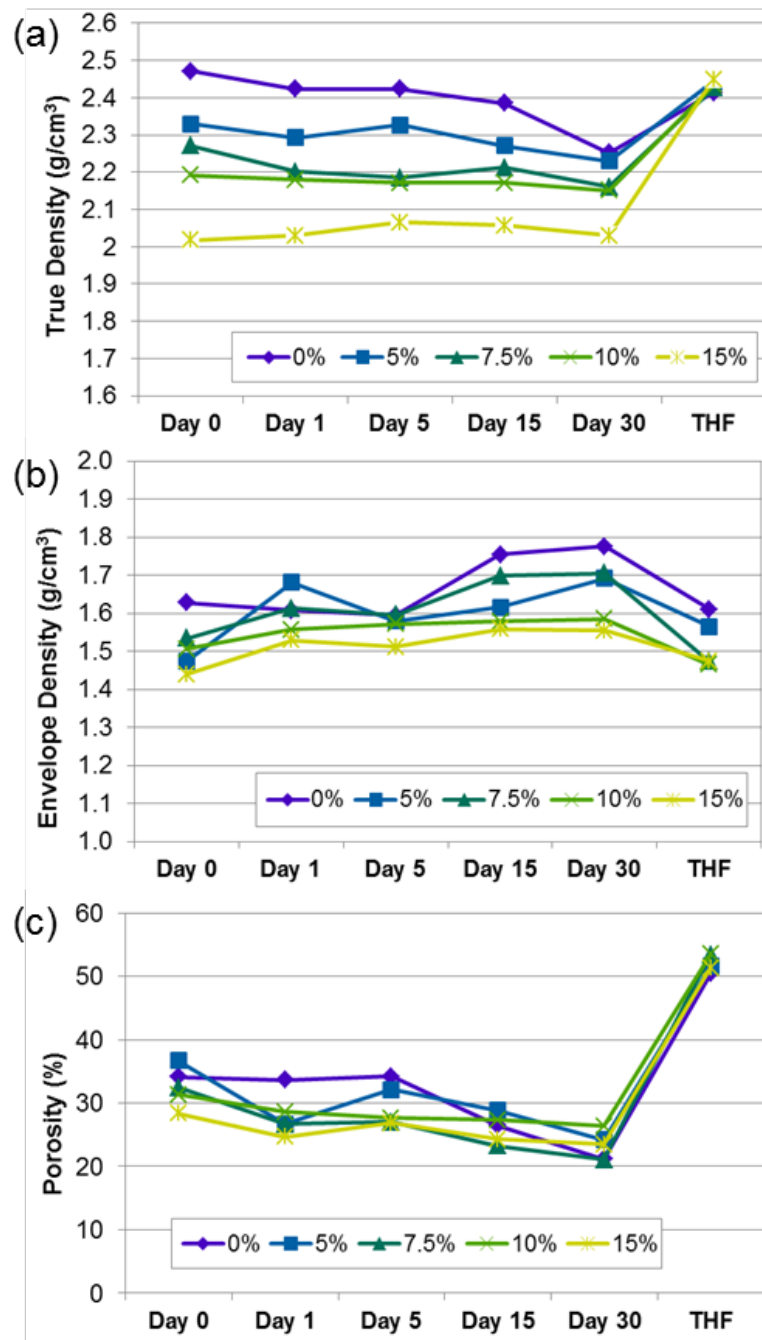 (a)
True Density (g/cm³)
2.6
2.5
2.4
2.3
2.2
2.1
2
1.9
1.8
1.7
1.6
0% 5% 7.5% 10% 15%
Day 0 Day 1 Day 5 Day 15 Day 30 THF
(b)
Envelope Density (g/cm³)
2.0
1.9
1.8
1.7
1.6
1.5
1.4
1.3
1.2
1.1
1.0
0% 5% 7.5% 10% 15%
Day 0 Day 1 Day 5 Day 15 Day 30 THF
(c)
Porosity (%)
60
50
40
30
20
10
0
0% 5% 7.5% 10% 15%
Day 0 Day 1 Day 5 Day 15 Day 30 THF